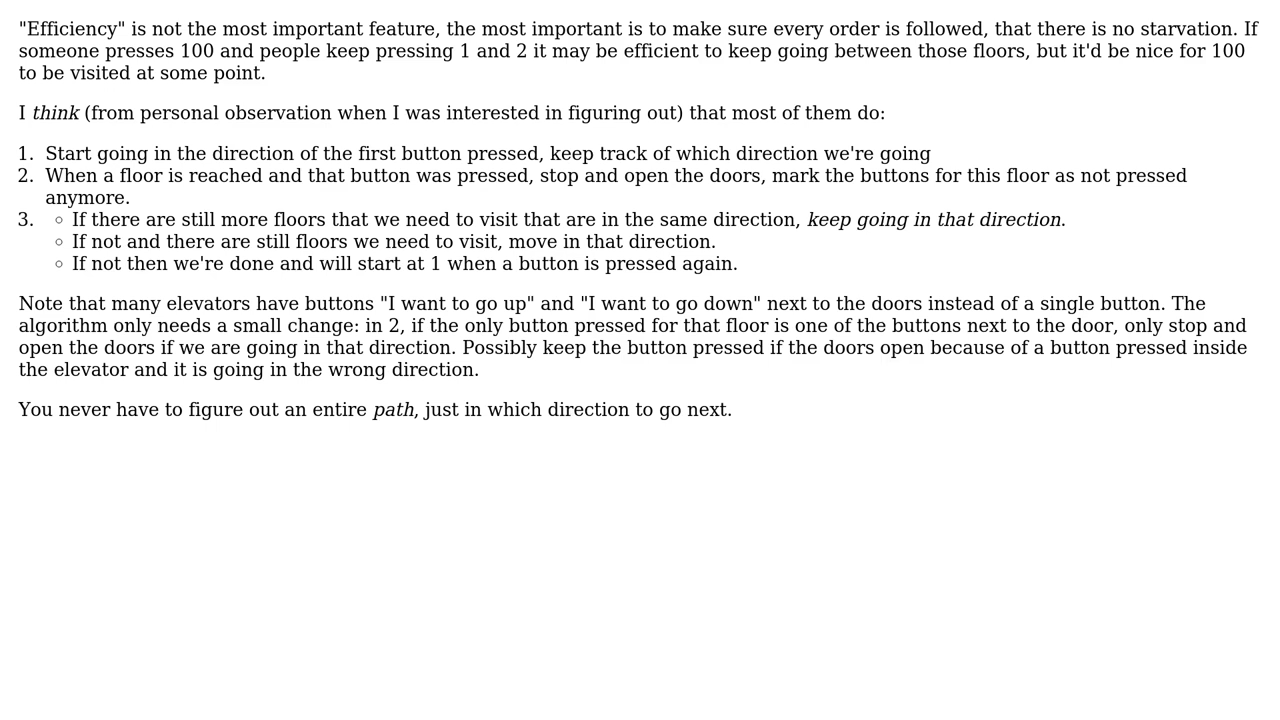 "Efficiency" is not the most important feature, the most important is to make sure every order is followed, that there is no starvation. If
someone presses 100 and people keep pressing 1 and 2 it may be efficient to keep going between those floors, but it'd be nice for 100
to be visited at some point.
I think (from personal observation when I was interested in figuring out) that most of them do:
1. Start going in the direction of the first button pressed, keep track of which direction we're going
2. When a floor is reached and that button was pressed, stop and open the doors, mark the buttons for this floor as not pressed
anymore.
3. ◦ If there are still more floors that we need to visit that are in the same direction, keep going in that direction.
◦ If not and there are still floors we need to visit, move in that direction.
◦ If not then we're done and will start at 1 when a button is pressed again.
Note that many elevators have buttons "I want to go up" and "I want to go down" next to the doors instead of a single button. The
algorithm only needs a small change: in 2, if the only button pressed for that floor is one of the buttons next to the door, only stop and
open the doors if we are going in that direction. Possibly keep the button pressed if the doors open because of a button pressed inside
the elevator and it is going in the wrong direction.
You never have to figure out an entire path, just in which direction to go next.